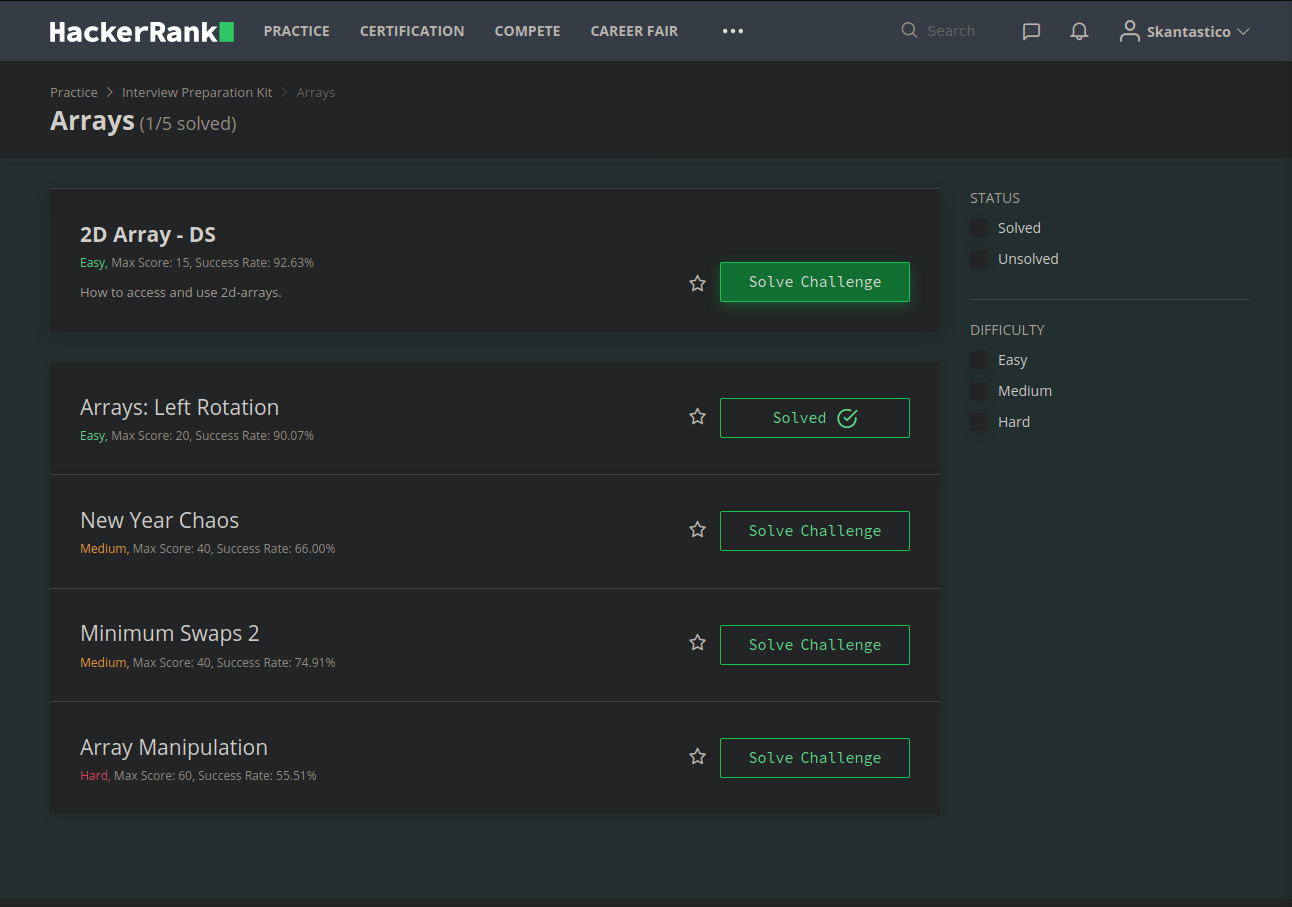 HackerRank PRACTICE CERTIFICATION COMPETE CAREER FAIR Search Skantastico
Practice Interview Preparation Kit Arrays
Arrays (1/5 solved)
2D Array - DS
Easy, Max Score: 15, Success Rate: 92.63%
How to access and use 2d-arrays.
Solve Challenge
Arrays: Left Rotation
Easy, Max Score: 20, Success Rate: 90.07%
Solved
New Year Chaos
Medium, Max Score: 40, Success Rate: 66.00%
Solve Challenge
Minimum Swaps 2
Medium, Max Score: 40, Success Rate: 74.91%
Solve Challenge
Array Manipulation
Hard, Max Score: 60, Success Rate: 55.51%
Solve Challenge
STATUS
Solved
Unsolved
DIFFICULTY
Easy
Medium
Hard